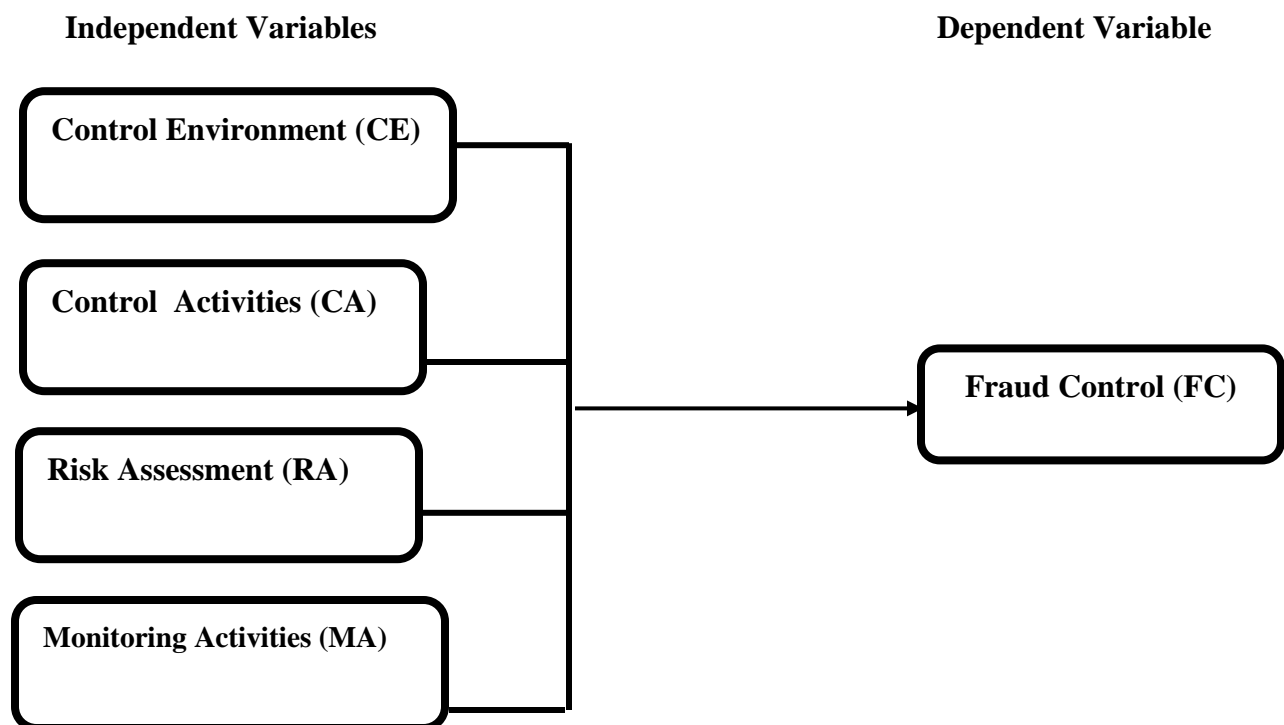 Independent Variables
Dependent Variable
Control Environment (CE)
Control Activities (CA)
Fraud Control (FC)
Risk Assessment (RA)
Monitoring Activities (MA)